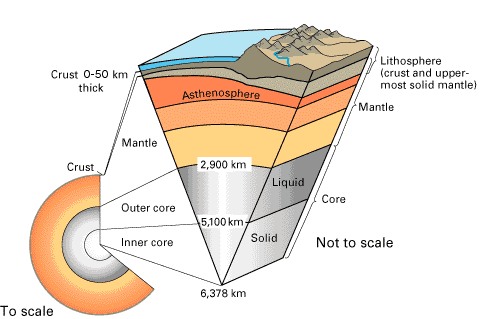 Crust 0-50 km
thick
Lithosphere
(crust and upper-
most solid mantle)
Asthenosphere
Mantle
Mantle
2,900 km
Crust
Liquid
Core
Outer core
5,100 km
Inner core
Solid
Not to scale
6,378 km
To scale